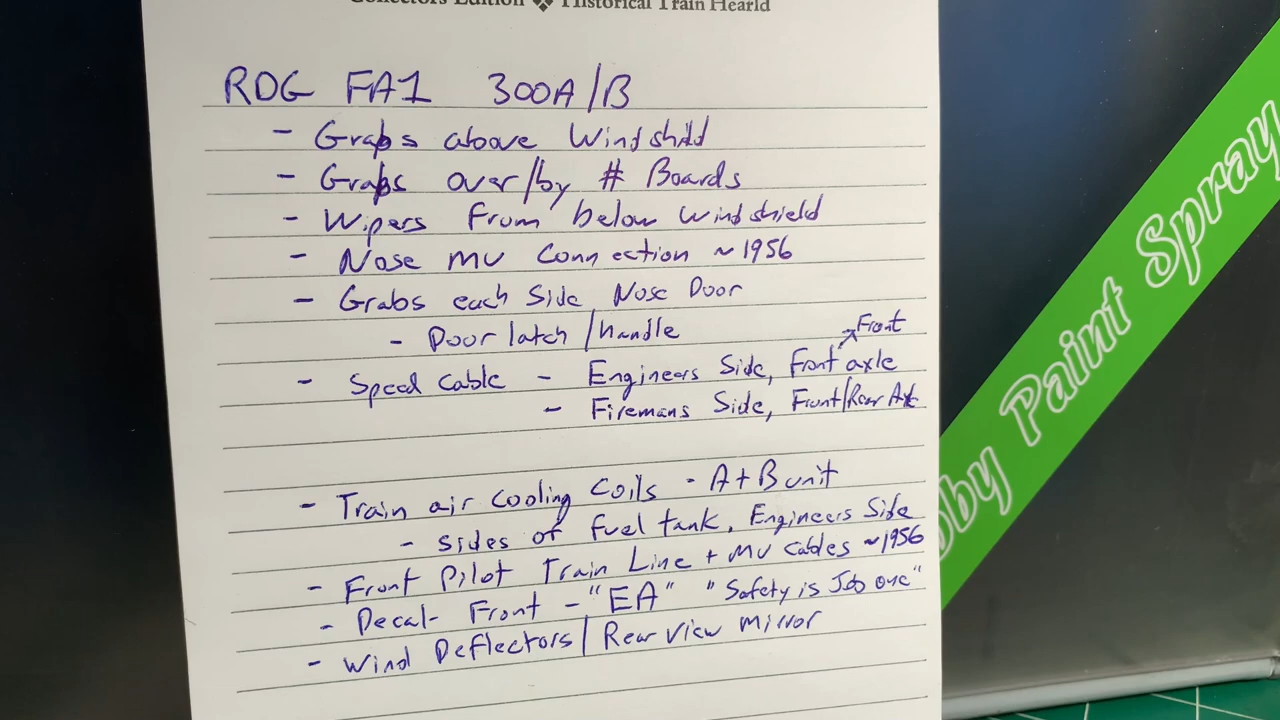 Collectors Edition ❖ Historical Train Hearld
RDG FA1 300A/B
- Grabs above Windshild
- Grabs over/by # Boards
- Wipers from below windshield
- Nose MU Connection ~1956
- Grabs each Side Nose Door
- Door latch/handle
Front
- Speed Cable - Engineers Side, Front axle
- Firemans Side, Front/Rear Axle
- Train air Cooling Coils - A+B unit
- Sides of fuel tank, Engineers Side
- Front Pilot Train Line + MU Cables ~1956
- Decal- Front - "EA" "Safety is Job one"
- Wind Deflectors/Rear View Mirror
bby Paint Spray